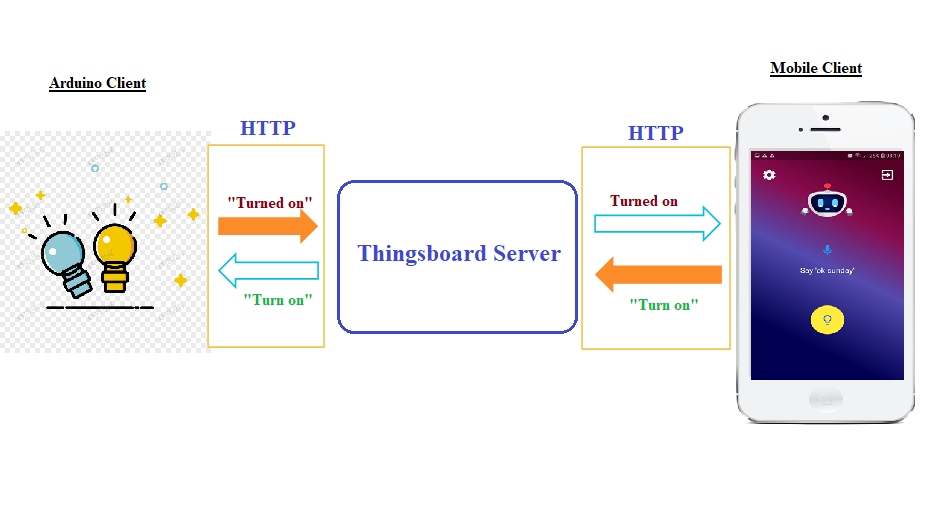 Arduino Client
Mobile Client
HTTP
HTTP
"Turned on"
Turned on
Thingsboard Server
"Turn on"
"Turn on"
Say 'ok sunday'